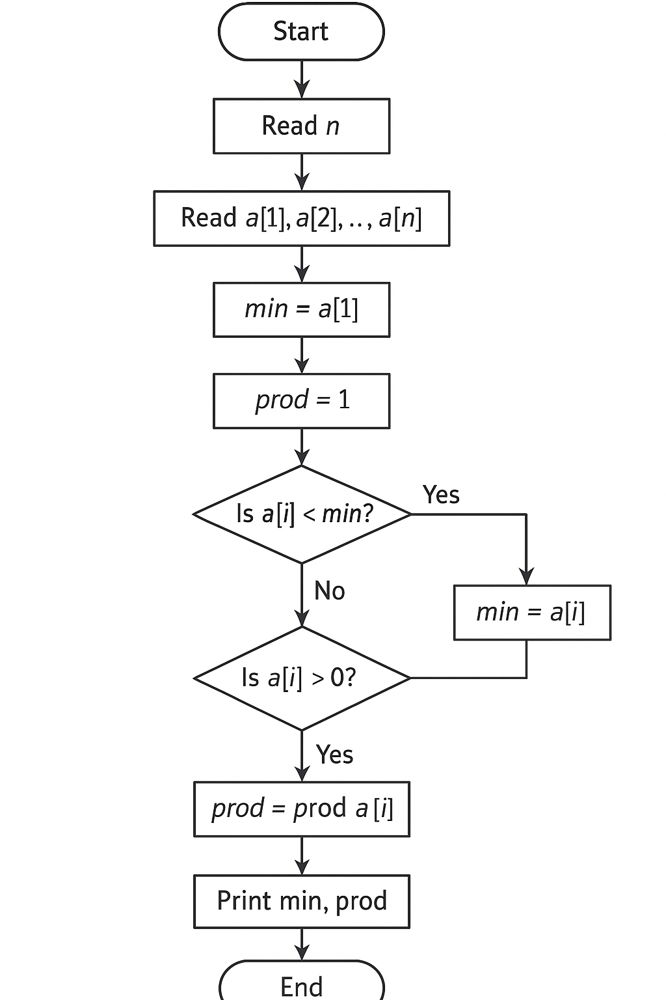 Start
Read n
Read a[1], a[2], . . , a[n]
min = a[1]
prod = 1
Is a[i] < min?
Yes
No
min = a[i]
Is a[i] > 0?
Yes
prod = prod a[i]
Print min, prod
End